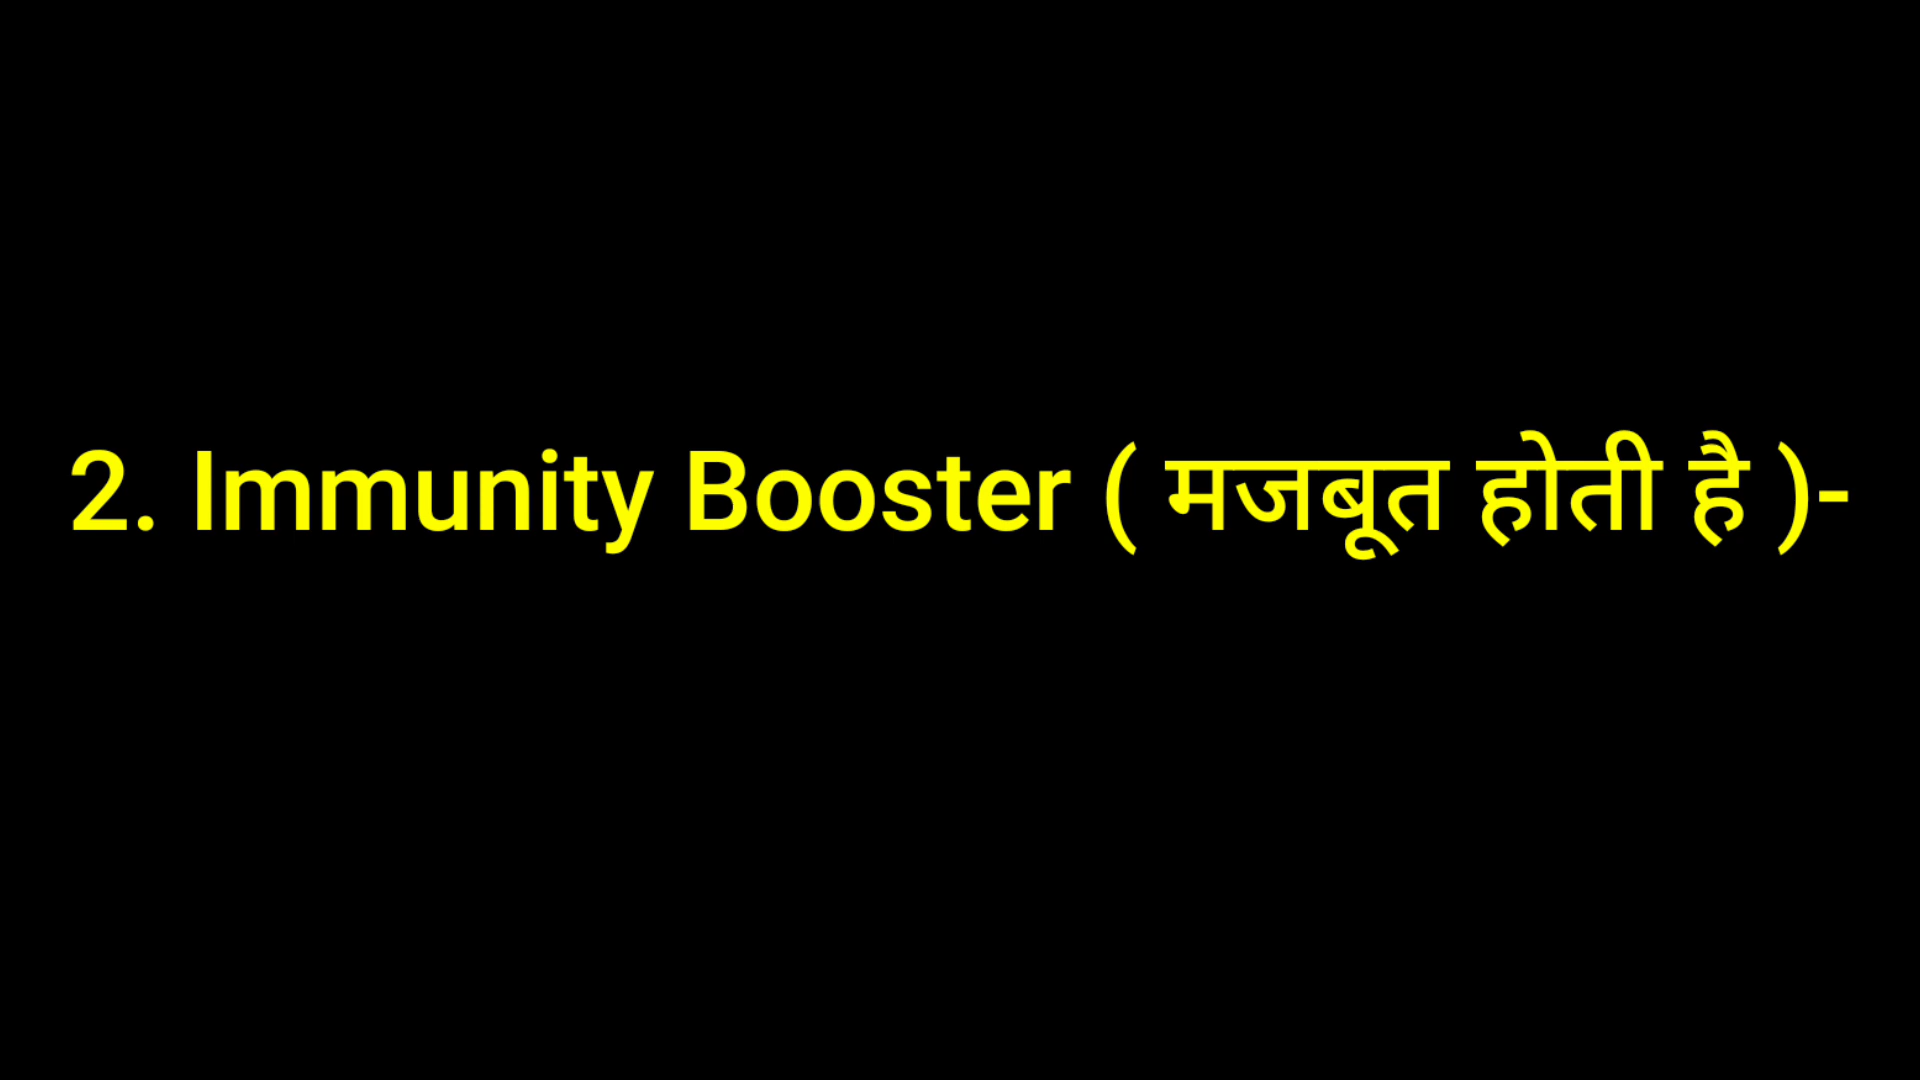 2. Immunity Booster ( मजबूत होती है )-